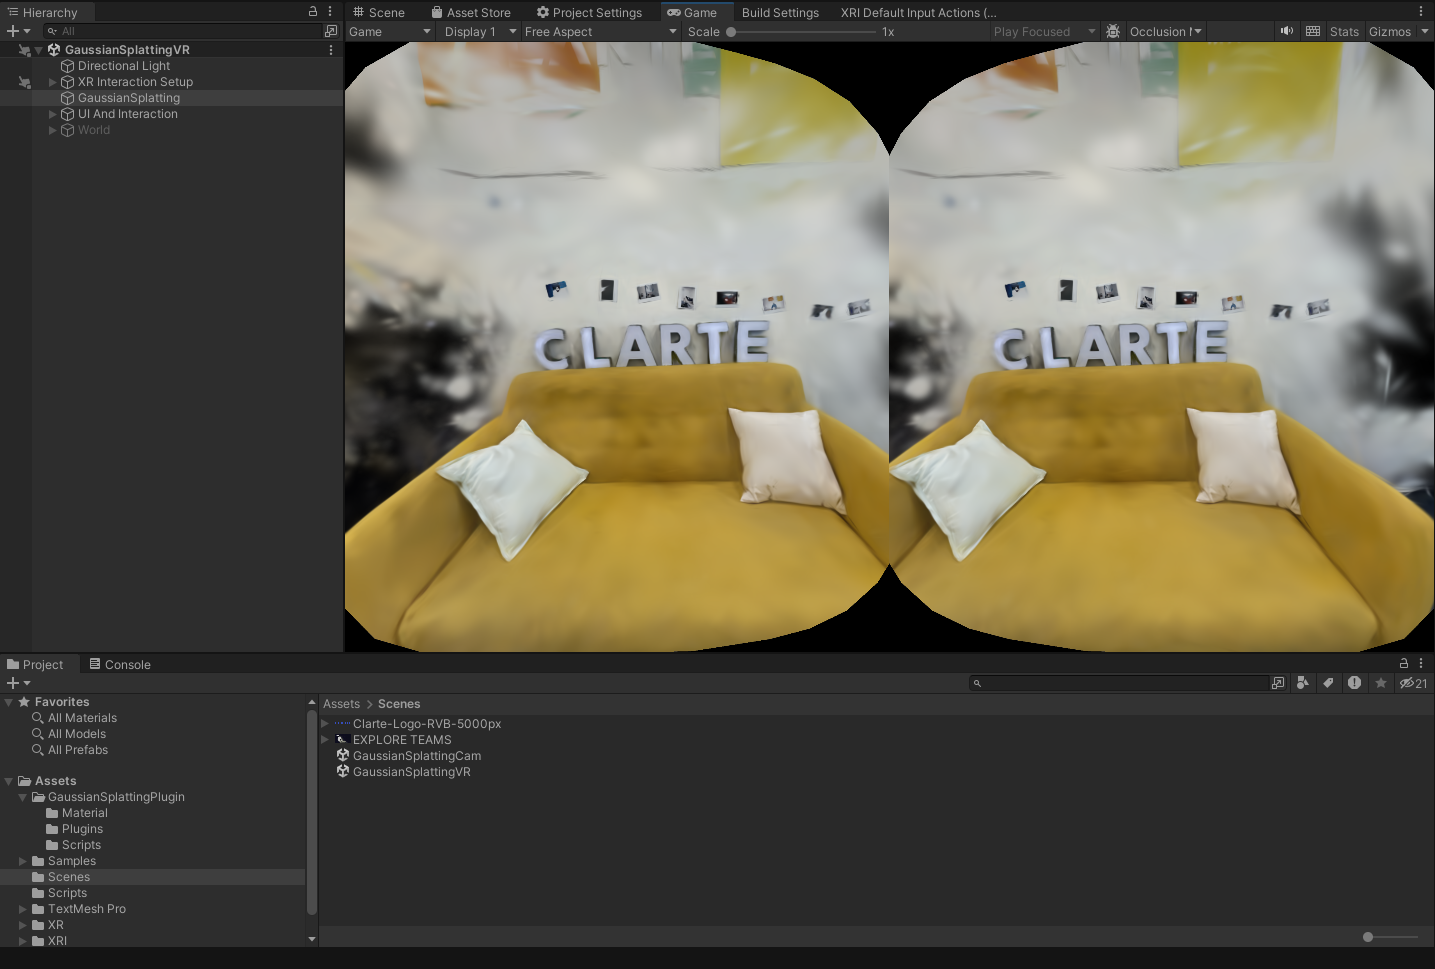 Hierarchy
Scene
Asset Store
Project Settings
Game
Build Settings
XRI Default Input Actions (...
All
Game
Display 1
Free Aspect
Scale
1x
Play Focused
Occlusion M
Stats
Gizmos
GaussianSplattingVR
Directional Light
XR Interaction Setup
GaussianSplatting
UI And Interaction
World
CLARTE
CLARTE
Project
Console
21
Favorites
All Materials
All Models
All Prefabs
Assets
GaussianSplattingPlugin
Material
Plugins
Scripts
Samples
Scenes
Scripts
TextMesh Pro
XR
XRI
Assets > Scenes
Clarte-Logo-RVB-5000px
EXPLORE TEAMS
GaussianSplattingCam
GaussianSplattingVR